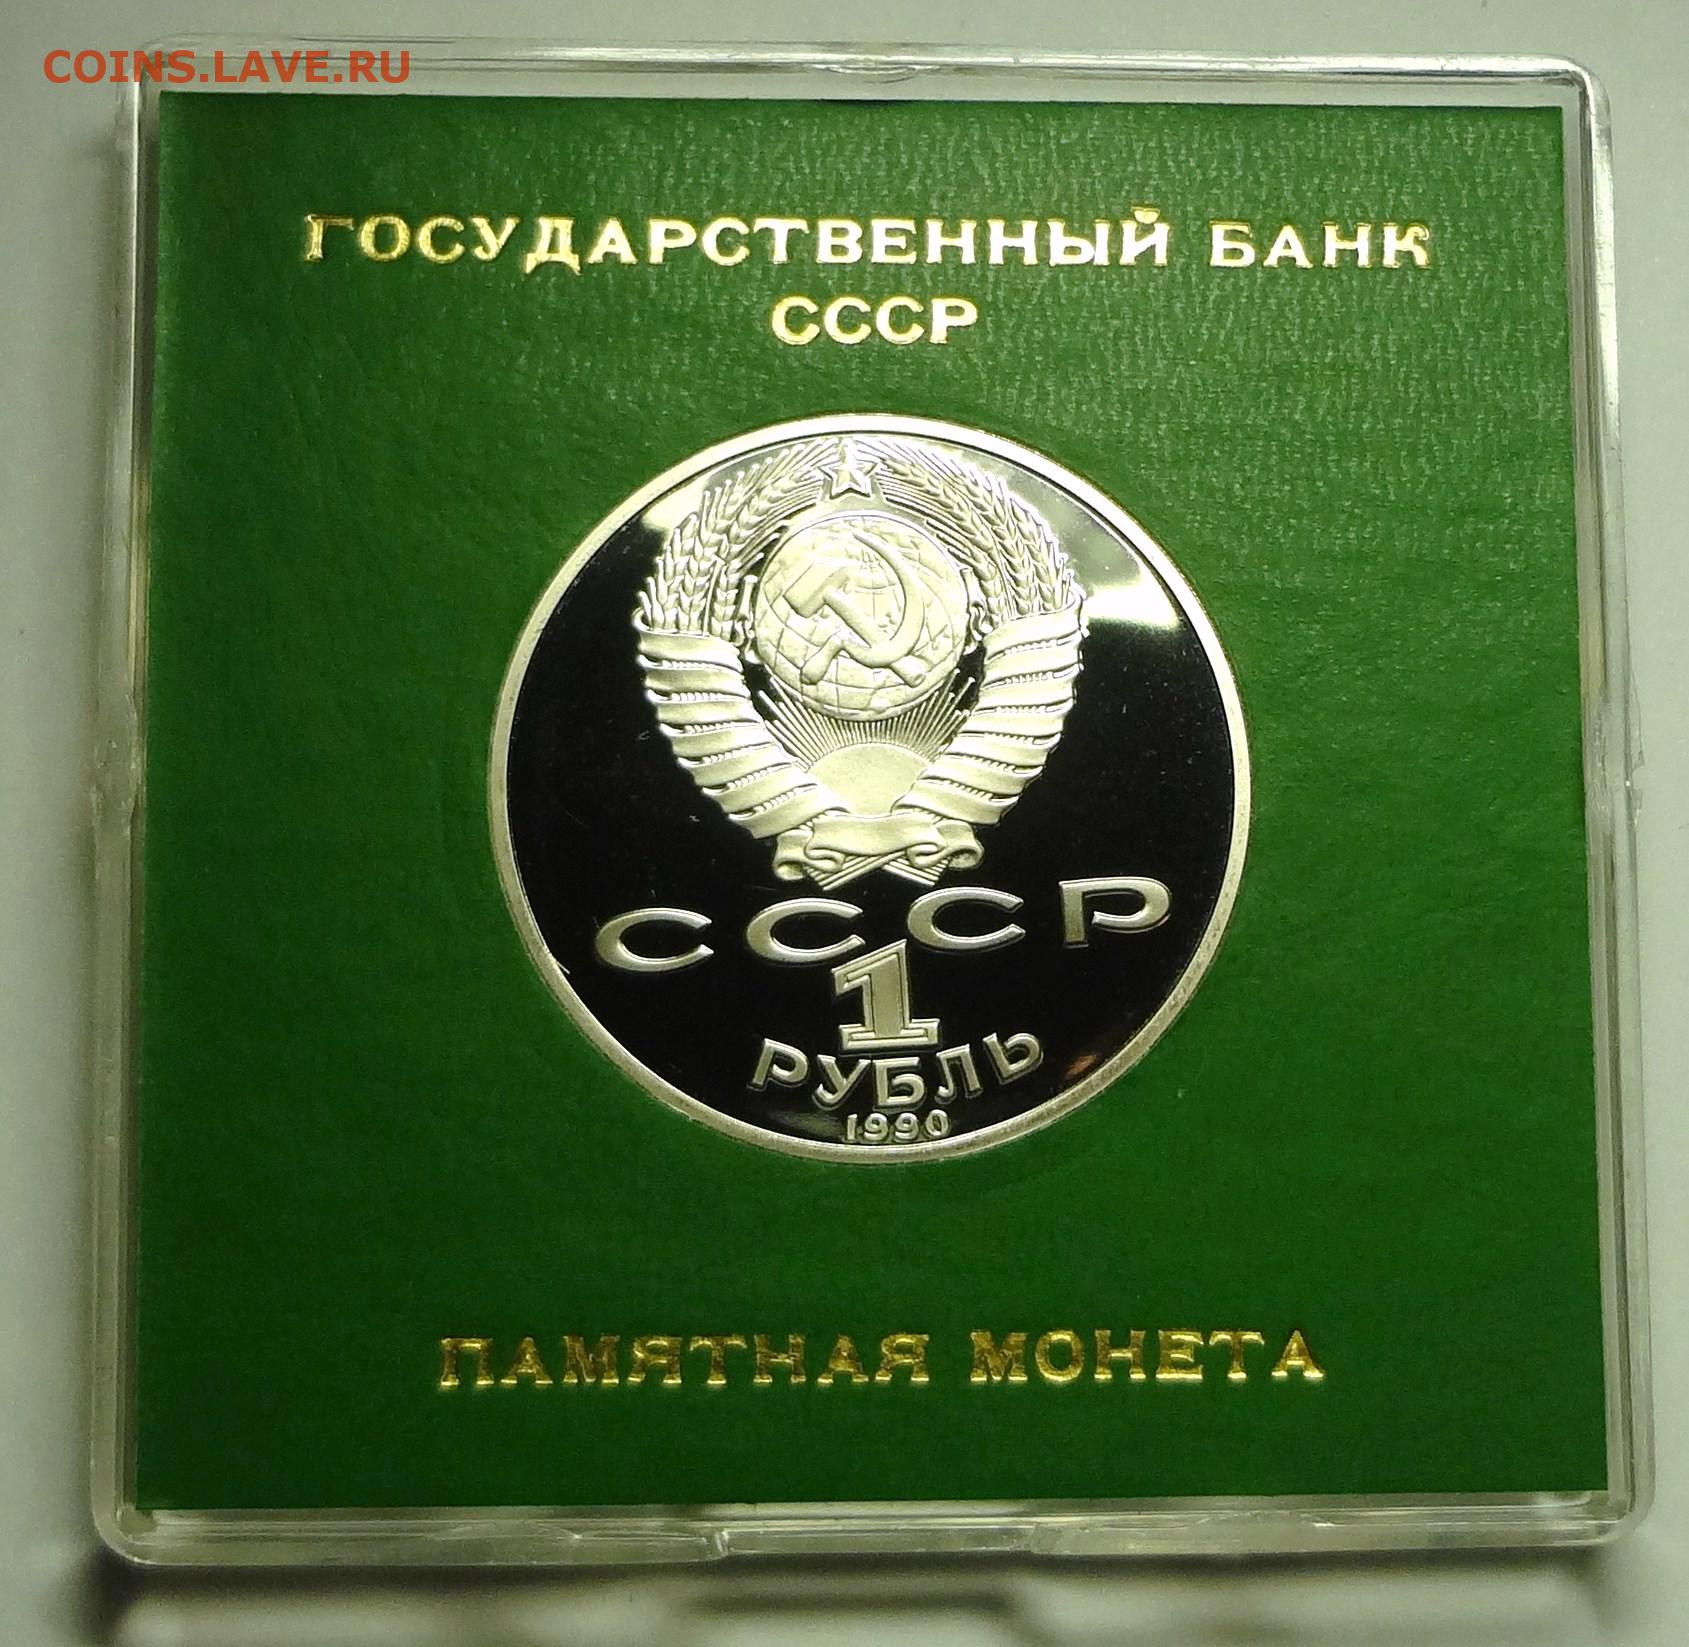 COINS.LAVE.RU
ГОСУДАРСТВЕННЫЙ БАНК
СССР
СССР
1
РУБЛЬ
1990
ПАМЯТНАЯ МОНЕТА